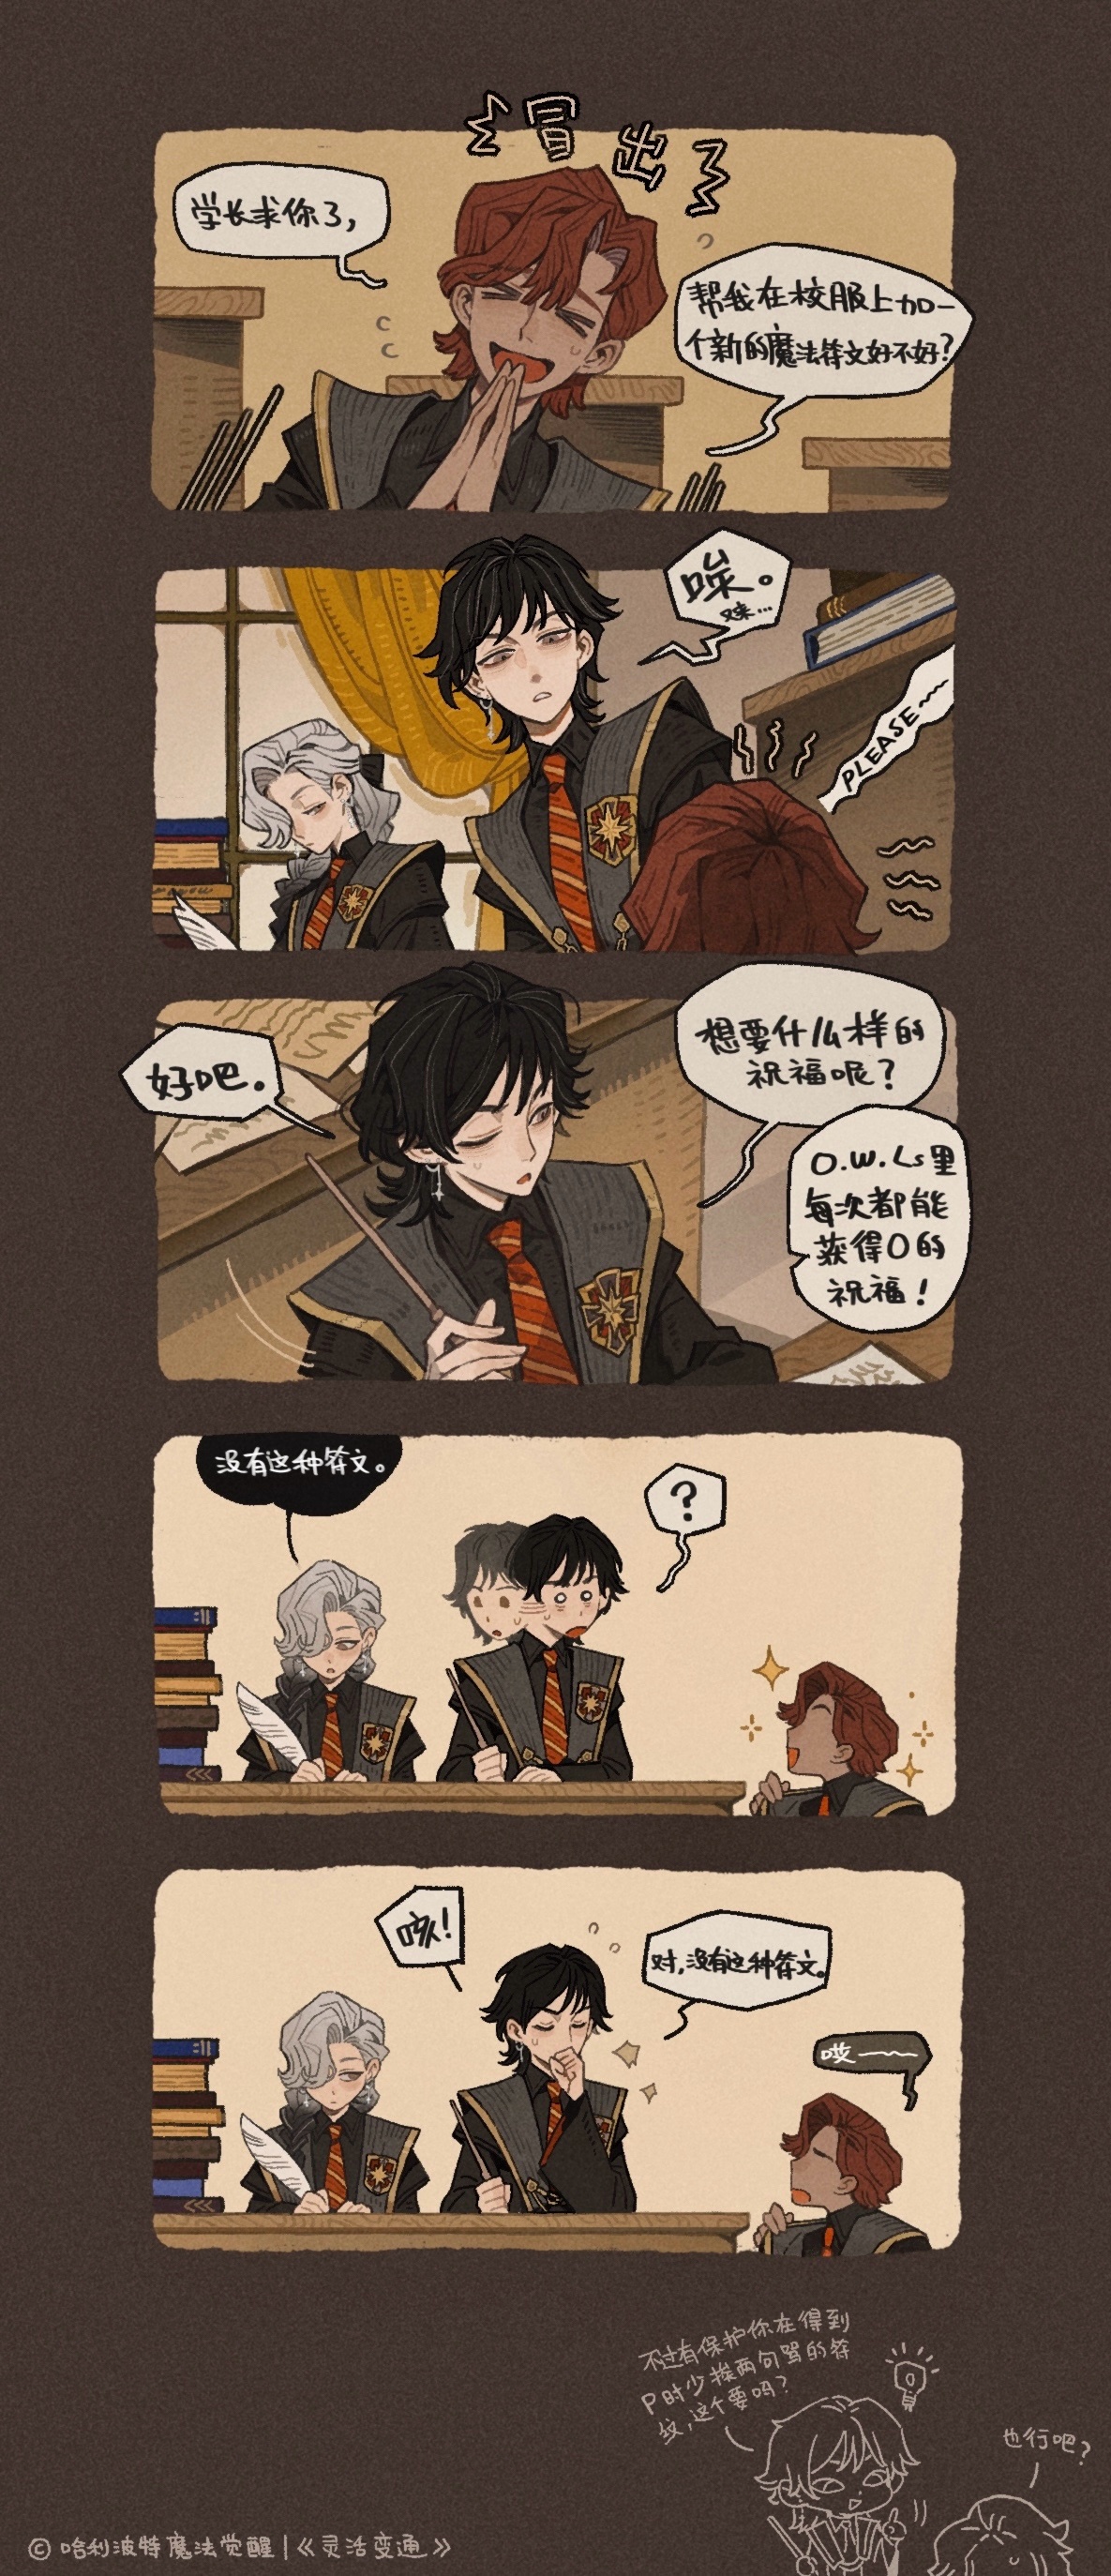 冒出
学长求你了,
帮我在校服上加一
个新的魔法符文好不好?
唉。
PLEASE~~
好吧。
想要什么样的
祝福呢?
O.W.Ls里
每次都能
获得O的
祝福!
没有这种符文。
?
咳!
对,没有这种符文。
哎——
不过有保护你在得到
P时少挨两句骂的符
纹,这个要吗?
也行吧?
© 哈利波特魔法觉醒 | 《灵活变通》